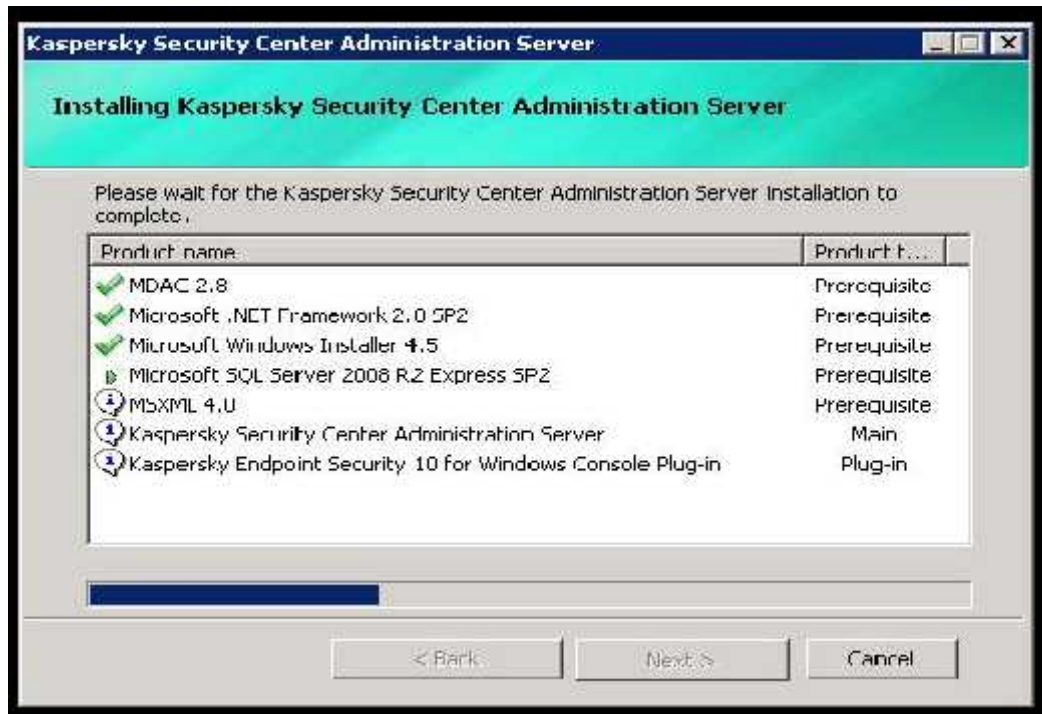 Kaspersky Security Center Administration Server
Installing Kaspersky Security Center Administration Server
Please wait for the Kaspersky Security Center Administration Server installation to
complete.
Product name Product t...
MDAC 2.8 Prerequisite
Microsoft .NET Framework 2.0 SP2 Prerequisite
Microsoft Windows Installer 4.5 Prerequisite
Microsoft SQL Server 2008 R2 Express SP2 Prerequisite
MSXML 4.0 Prerequisite
Kaspersky Security Center Administration Server Main
Kaspersky Endpoint Security 10 for Windows Console Plug-in Plug-in
< Back Next > Cancel